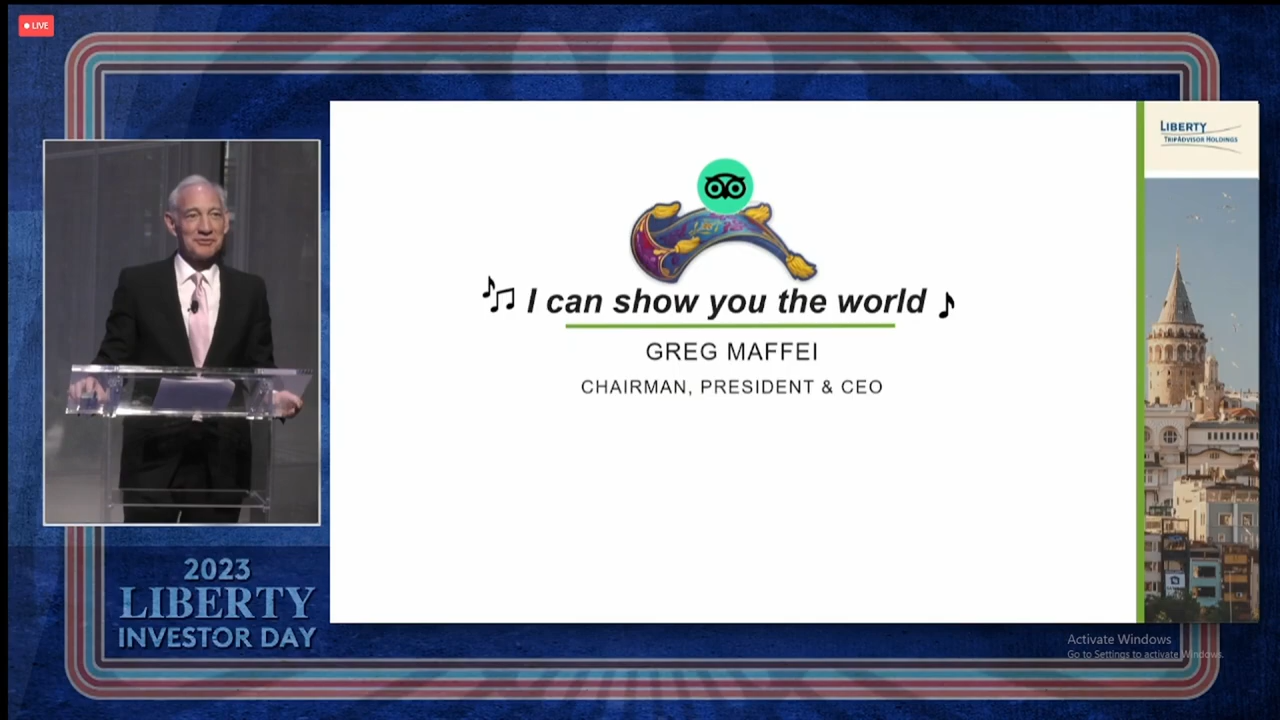 LIVE
LIBERTY
TRIPADVISOR HOLDINGS
I can show you the world
GREG MAFFEI
CHAIRMAN, PRESIDENT & CEO
2023
LIBERTY
INVESTOR DAY
Activate Windows
Go to Settings to activate Windows.